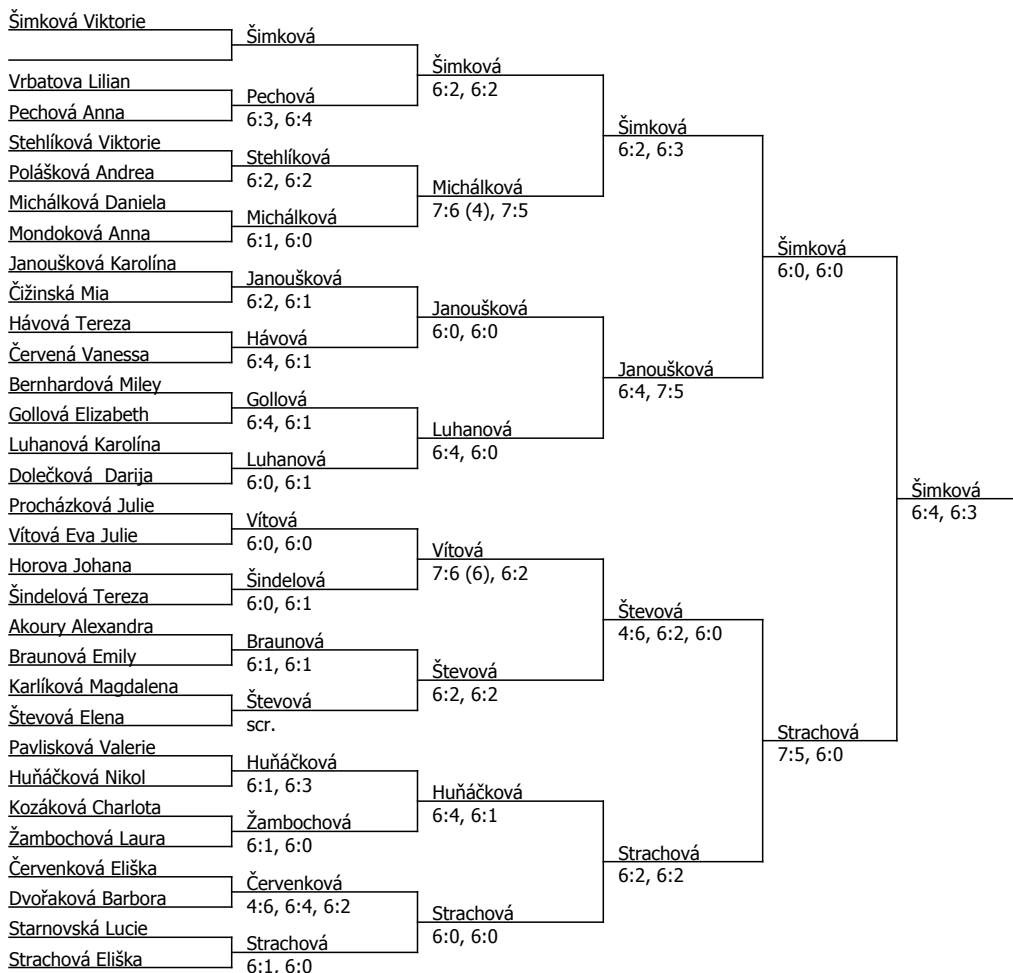 Šimková Viktorie
Vrbatova Lilian
Pechová Anna
Stehlíková Viktorie
Polášková Andrea
Michálková Daniela
Mondoková Anna
Janoušková Karolína
Čižinská Mia
Hávová Tereza
Červená Vanessa
Bernhardová Miley
Gollová Elizabeth
Luhanová Karolína
Dolečková Darija
Procházková Julie
Vítová Eva Julie
Horova Johana
Šindelová Tereza
Akoury Alexandra
Braunová Emily
Karlíková Magdalena
Števová Elena
Pavlisková Valerie
Huňáčková Nikol
Kozáková Charlota
Žambochová Laura
Červenková Eliška
Dvořaková Barbora
Starnovská Lucie
Strachová Eliška
Šimková
Pechová
6:3, 6:4
Stehlíková
6:2, 6:2
Michálková
6:1, 6:0
Janoušková
6:2, 6:1
Hávová
6:4, 6:1
Gollová
6:4, 6:1
Luhanová
6:0, 6:1
Vítová
6:0, 6:0
Šindelová
6:0, 6:1
Braunová
6:1, 6:1
Števová
scr.
Huňáčková
6:1, 6:3
Žambochová
6:1, 6:0
Červenková
4:6, 6:4, 6:2
Strachová
6:1, 6:0
Šimková
6:2, 6:2
Michálková
7:6 (4), 7:5
Janoušková
6:0, 6:0
Luhanová
6:4, 6:0
Vítová
7:6 (6), 6:2
Števová
6:2, 6:2
Huňáčková
6:4, 6:1
Strachová
6:0, 6:0
Šimková
6:2, 6:3
Janoušková
6:4, 7:5
Števová
4:6, 6:2, 6:0
Strachová
6:2, 6:2
Šimková
6:0, 6:0
Strachová
7:5, 6:0
Šimková
6:4, 6:3